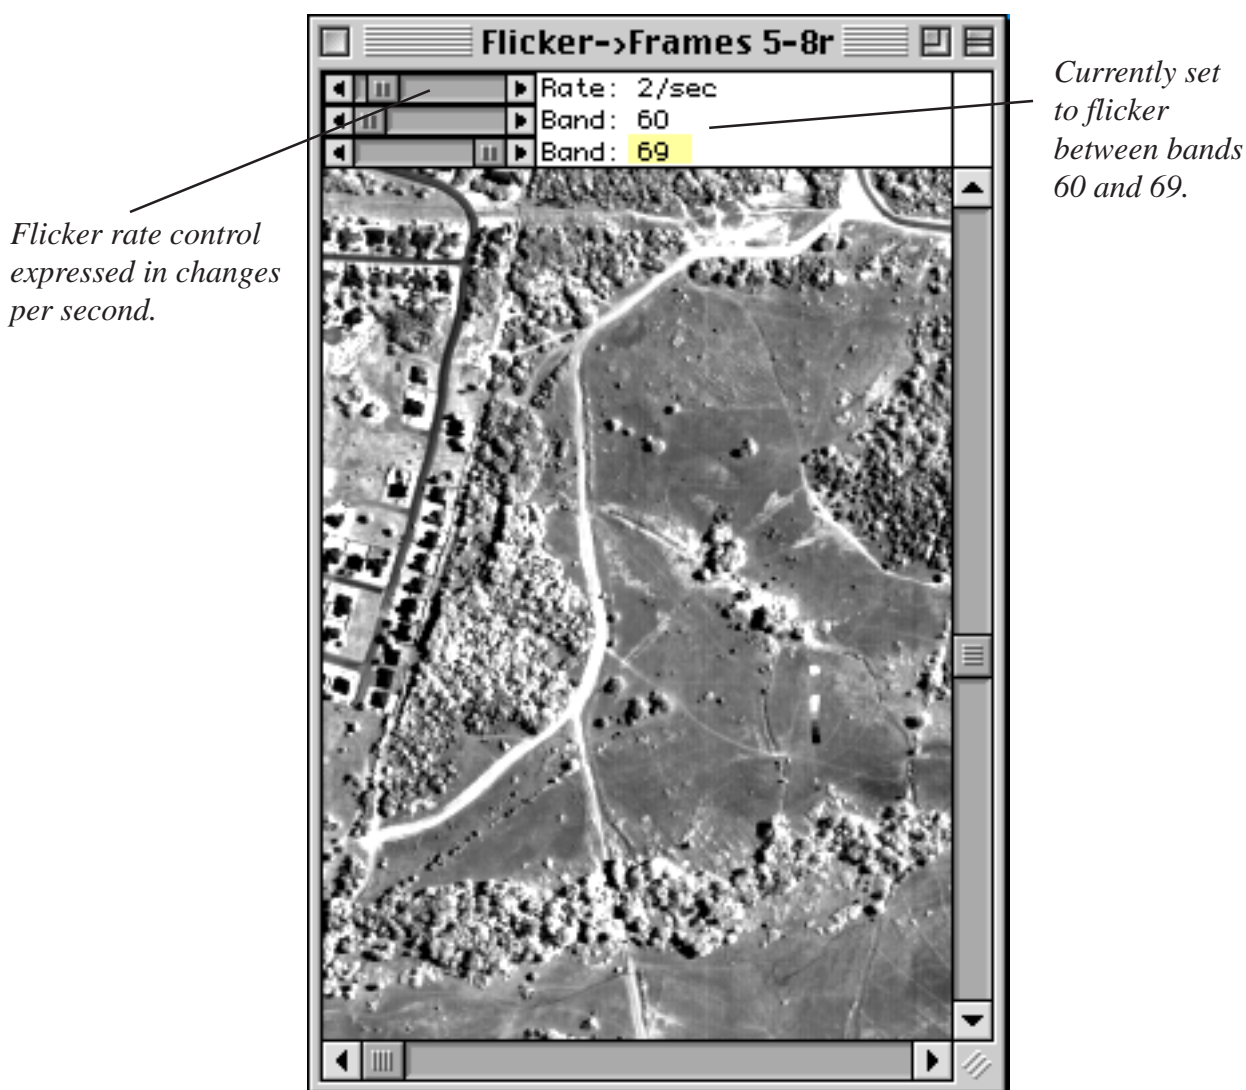 Flicker->Frames 5-8r
Rate: 2/sec
Band: 60
Band: 69
Currently set
to flicker
between bands
60 and 69.
Flicker rate control
expressed in changes
per second.